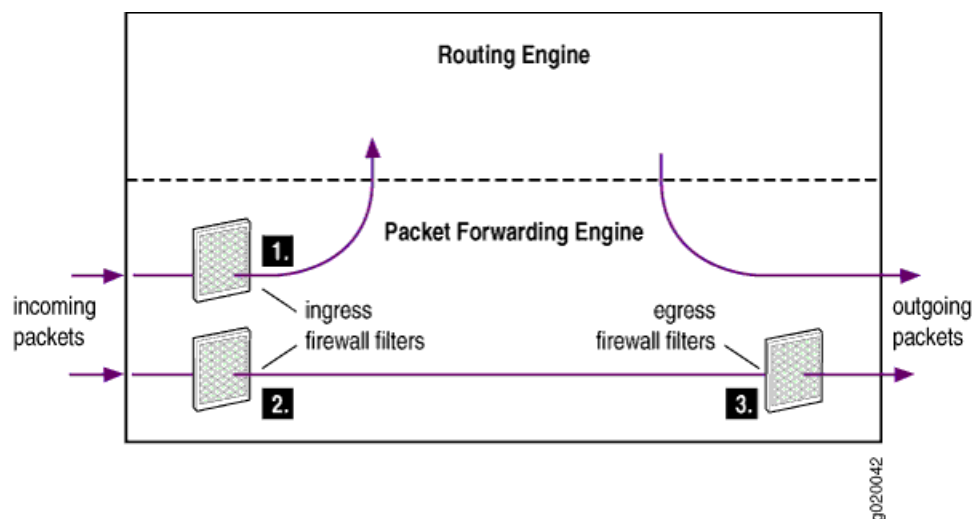 Routing Engine
Packet Forwarding Engine
1.
incoming
packets
ingress
firewall filters
egress
firewall filters
outgoing
packets
2.
3.
g020042